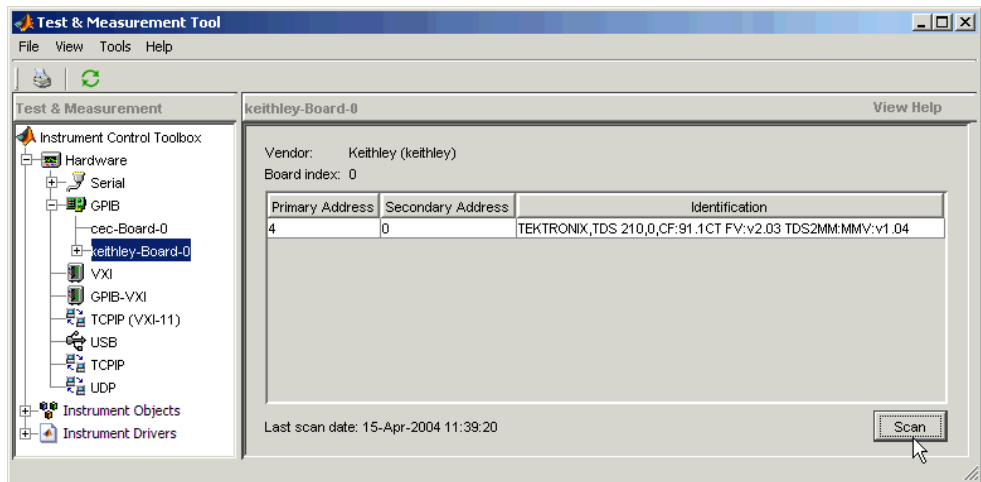 Test & Measurement Tool
File View Tools Help
Test & Measurement
keithley-Board-0
View Help
Instrument Control Toolbox
Hardware
Serial
GPIB
cec-Board-0
keithley-Board-0
VXI
GPIB-VXI
TCPIP (VXI-11)
USB
TCPIP
UDP
Instrument Objects
Instrument Drivers
Vendor: Keithley (keithley)
Board index: 0
Primary Address Secondary Address Identification
4 0 TEKTRONIX,TDS 210,0,CF:91.1CT FV:v2.03 TDS2MM:MMV:v1.04
Last scan date: 15-Apr-2004 11:39:20
Scan